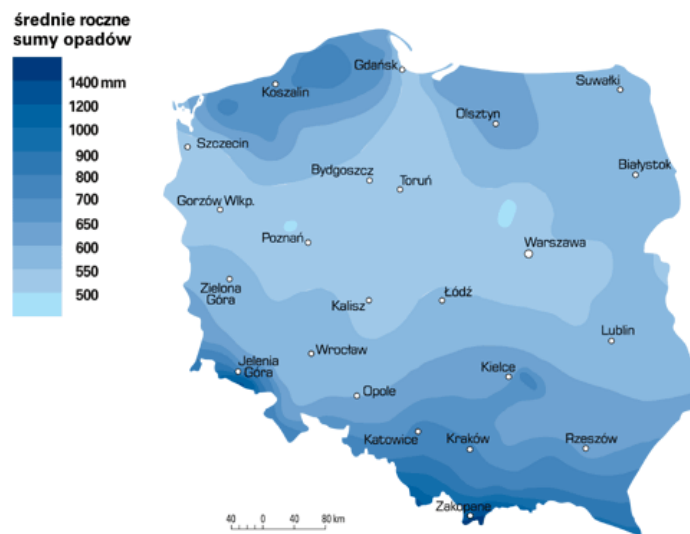 średnie roczne
sumy opadów
1400 mm
1200
1000
900
800
700
650
600
550
500
Gdańsk
Koszalin
Suwałki
Olsztyn
Szczecin
Białystok
Bydgoszcz
Toruń
Gorzów Wlkp.
Poznań
Warszawa
Zielona
Góra
Kalisz
Łódź
Lublin
Wrocław
Jelenia
Góra
Kielce
Opole
Katowice
Kraków
Rzeszów
Zakopane
40 0 40 80 km